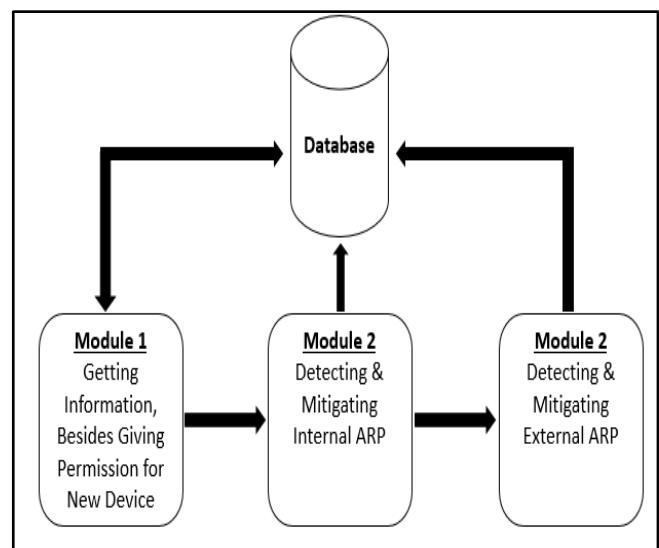 Database
Module 1
Getting
Information,
Besides Giving
Permission for
New Device
Module 2
Detecting &
Mitigating
Internal ARP
Module 2
Detecting &
Mitigating
External ARP